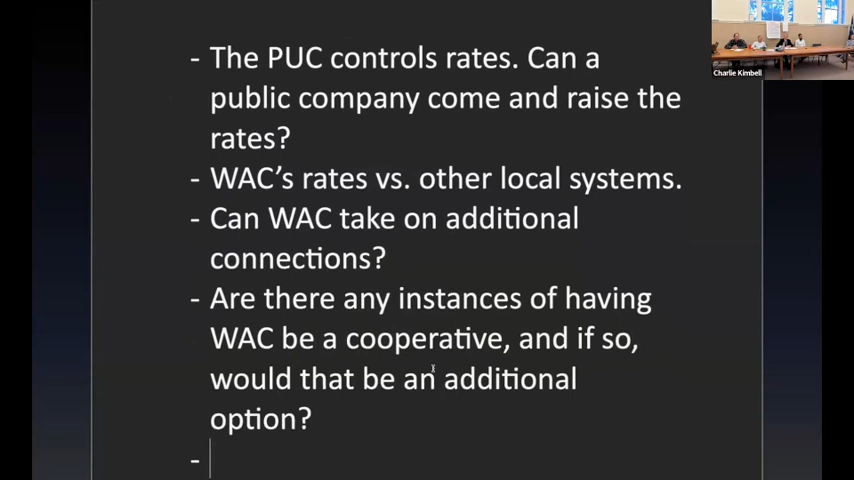 - The PUC controls rates. Can a
public company come and raise the
rates?
- WAC's rates vs. other local systems.
- Can WAC take on additional
connections?
- Are there any instances of having
WAC be a cooperative, and if so,
would that be an additional
option?
-
Charlie Kimbell